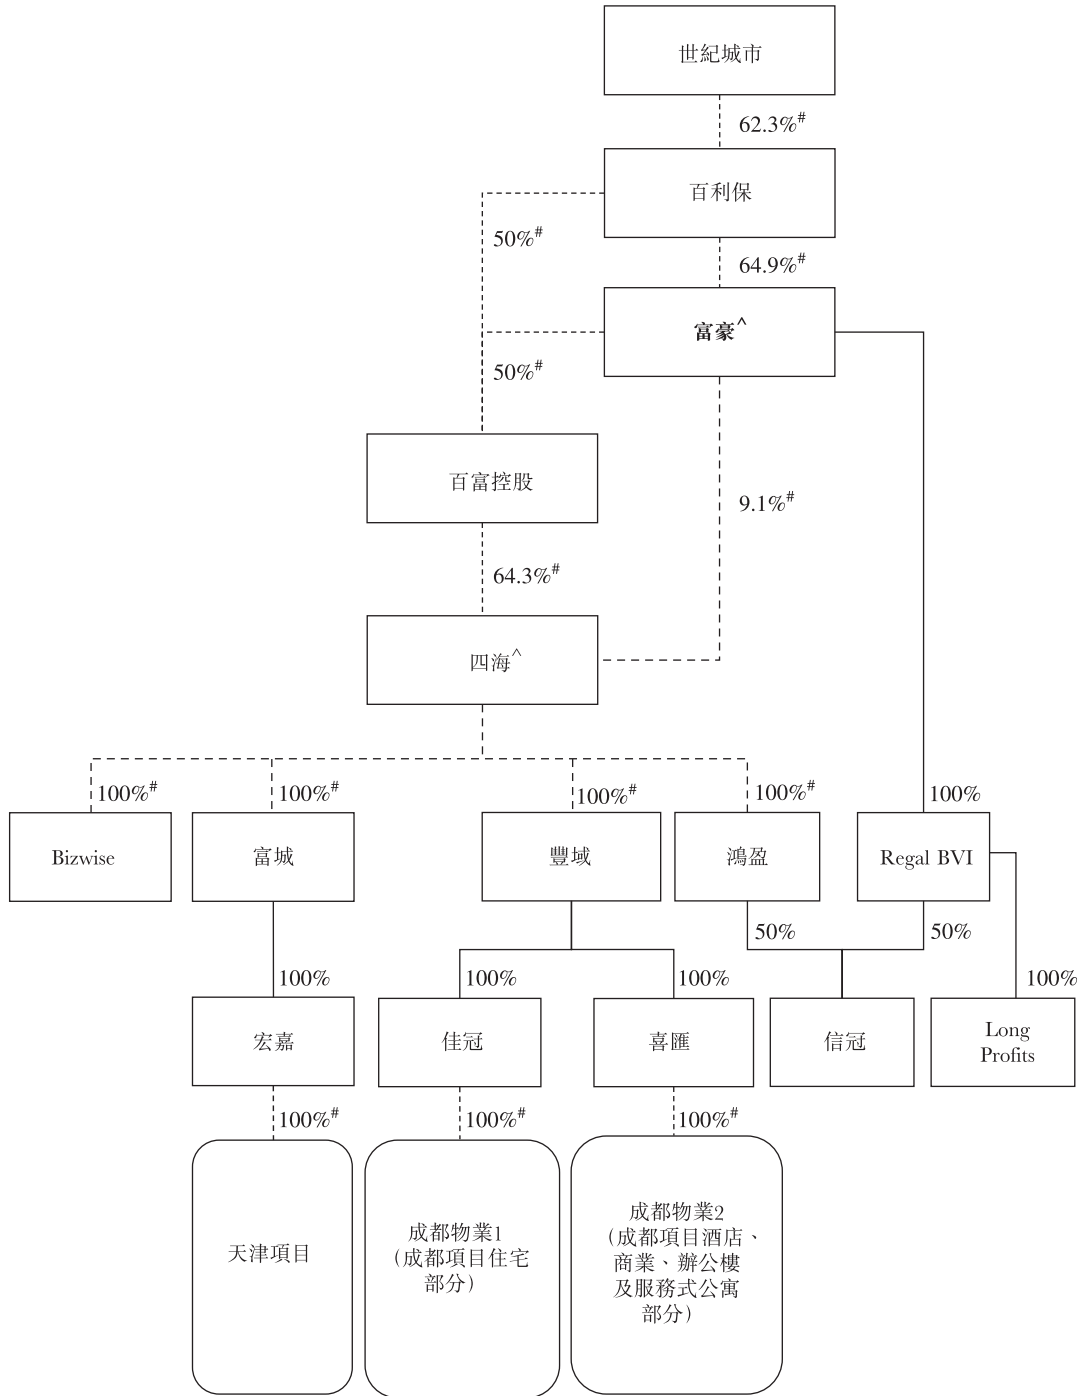 世紀城市
62.3%#
百利保
50%#
64.9%#
富豪^
50%#
百富控股
9.1%#
64.3%#
四海^
100%#
100%#
100%#
100%#
100%
Bizwise
富城
豐域
鴻盈
Regal BVI
50%
50%
100%
100%
100%
100%
宏嘉
佳冠
喜匯
信冠
Long
Profits
100%#
100%#
100%#
天津項目
成都物業1
(成都項目住宅
部分)
成都物業2
(成都項目酒店、
商業、辦公樓
及服務式公寓
部分)